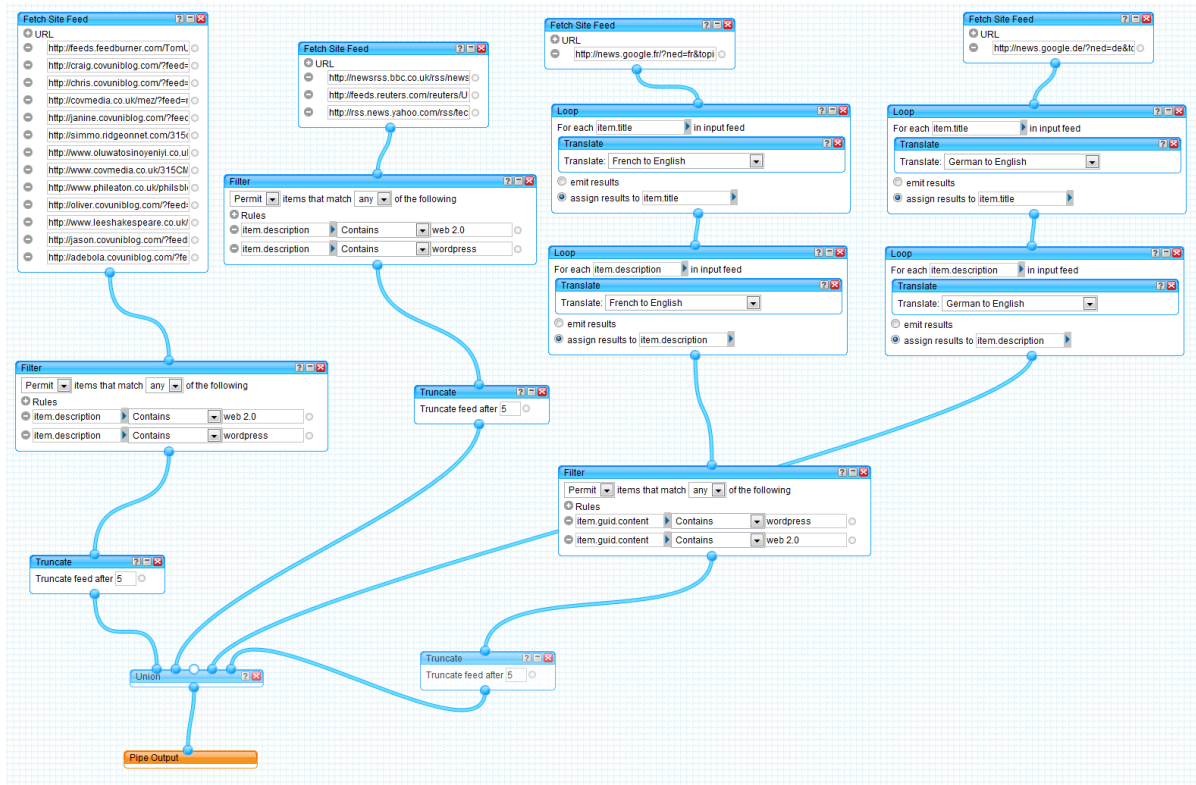 Fetch Site Feed
URL
http://feeds.feedburner.com/TomL
http://craig.covuniblog.com/?feed=
http://chris.covuniblog.com/?feed=
http://covmedia.co.uk/mez/?feed=r
http://janine.covuniblog.com/?feec
http://simmo.ridgeonnet.com/315c
http://www.oluwatosinoyeniyi.co.ul
http://www.covmedia.co.uk/315CM
http://www.phileaton.co.uk/philsbl
http://oliver.covuniblog.com/?feed=
http://www.leeshakespeare.co.uk/
http://jason.covuniblog.com/?feed
http://adebola.covuniblog.com/?fe
Filter
Permit items that match any of the following
Rules
item.description Contains web 2.0
item.description Contains wordpress
Truncate
Truncate feed after 5
Fetch Site Feed
URL
http://newsrss.bbc.co.uk/rss/news
http://feeds.reuters.com/reuters/U
http://rss.news.yahoo.com/rss/tec
Filter
Permit items that match any of the following
Rules
item.description Contains web 2.0
item.description Contains wordpress
Truncate
Truncate feed after 5
Fetch Site Feed
URL
http://news.google.fr/?ned=fr&topi
Loop
For each item.title in input feed
Translate
Translate: French to English
emit results
assign results to item.title
Loop
For each item.description in input feed
Translate
Translate: French to English
emit results
assign results to item.description
Filter
Permit items that match any of the following
Rules
item.guid.content Contains wordpress
item.guid.content Contains web 2.0
Truncate
Truncate feed after 5
Fetch Site Feed
URL
http://news.google.de/?ned=de&tc
Loop
For each item.title in input feed
Translate
Translate: German to English
emit results
assign results to item.title
Loop
For each item.description in input feed
Translate
Translate: German to English
emit results
assign results to item.description
Union
Pipe Output